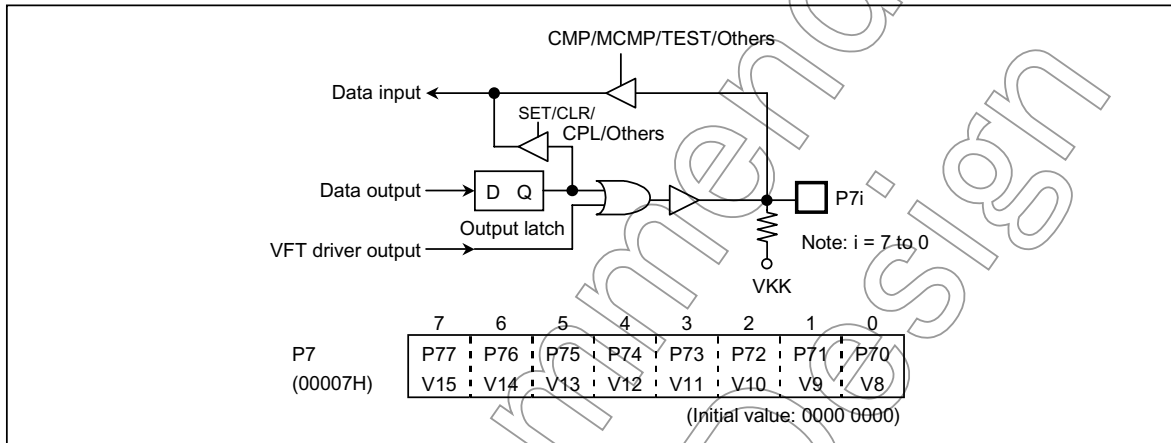 CMP/MCMP/TEST/Others
Data input
SET/CLR/
CPL/Others
Data output
D Q
P7i
Output latch
Note: i = 7 to 0
VFT driver output
VKK
7 6 5 4 3 2 1 0
P7 P77 P76 P75 P74 P73 P72 P71 P70
(00007H) V15 V14 V13 V12 V11 V10 V9 V8
(Initial value: 0000 0000)